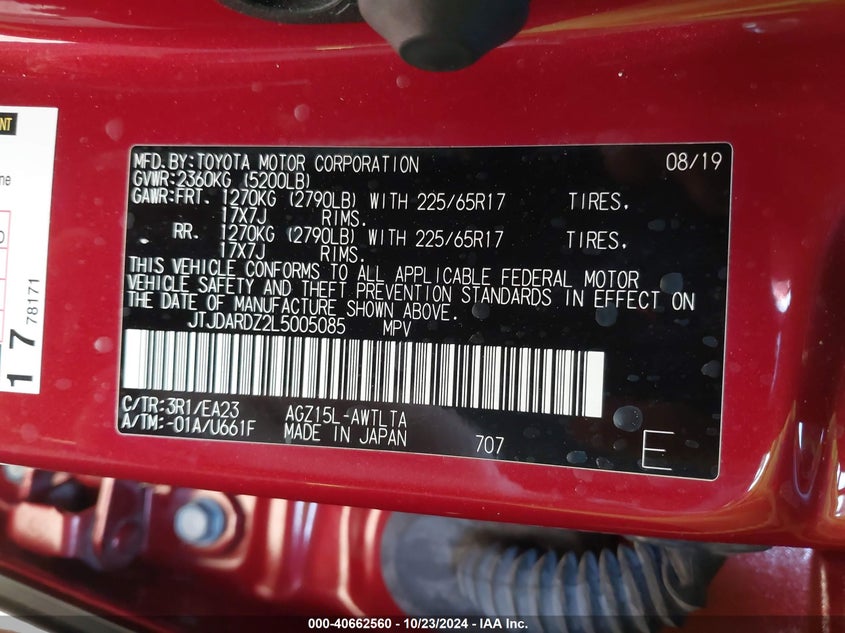 MFD.BY:TOYOTA MOTOR CORPORATION 08/19
GVWR:2360KG (5200LB)
GAWR:FRT. 1270KG (2790LB) WITH 225/65R17 TIRES,
17X7J RIMS.
RR. 1270KG (2790LB) WITH 225/65R17 TIRES,
17X7J RIMS.
THIS VEHICLE CONFORMS TO ALL APPLICABLE FEDERAL MOTOR
VEHICLE SAFETY AND THEFT PREVENTION STANDARDS IN EFFECT ON
THE DATE OF MANUFACTURE SHOWN ABOVE.
JTJDARDZ2L5005085 MPV
C/TR:3R1/EA23 AGZ15L-AWTLTA
A/TM:-01A/U661F MADE IN JAPAN 707 E
17
78171
000-40662560 - 10/23/2024 - IAA Inc.